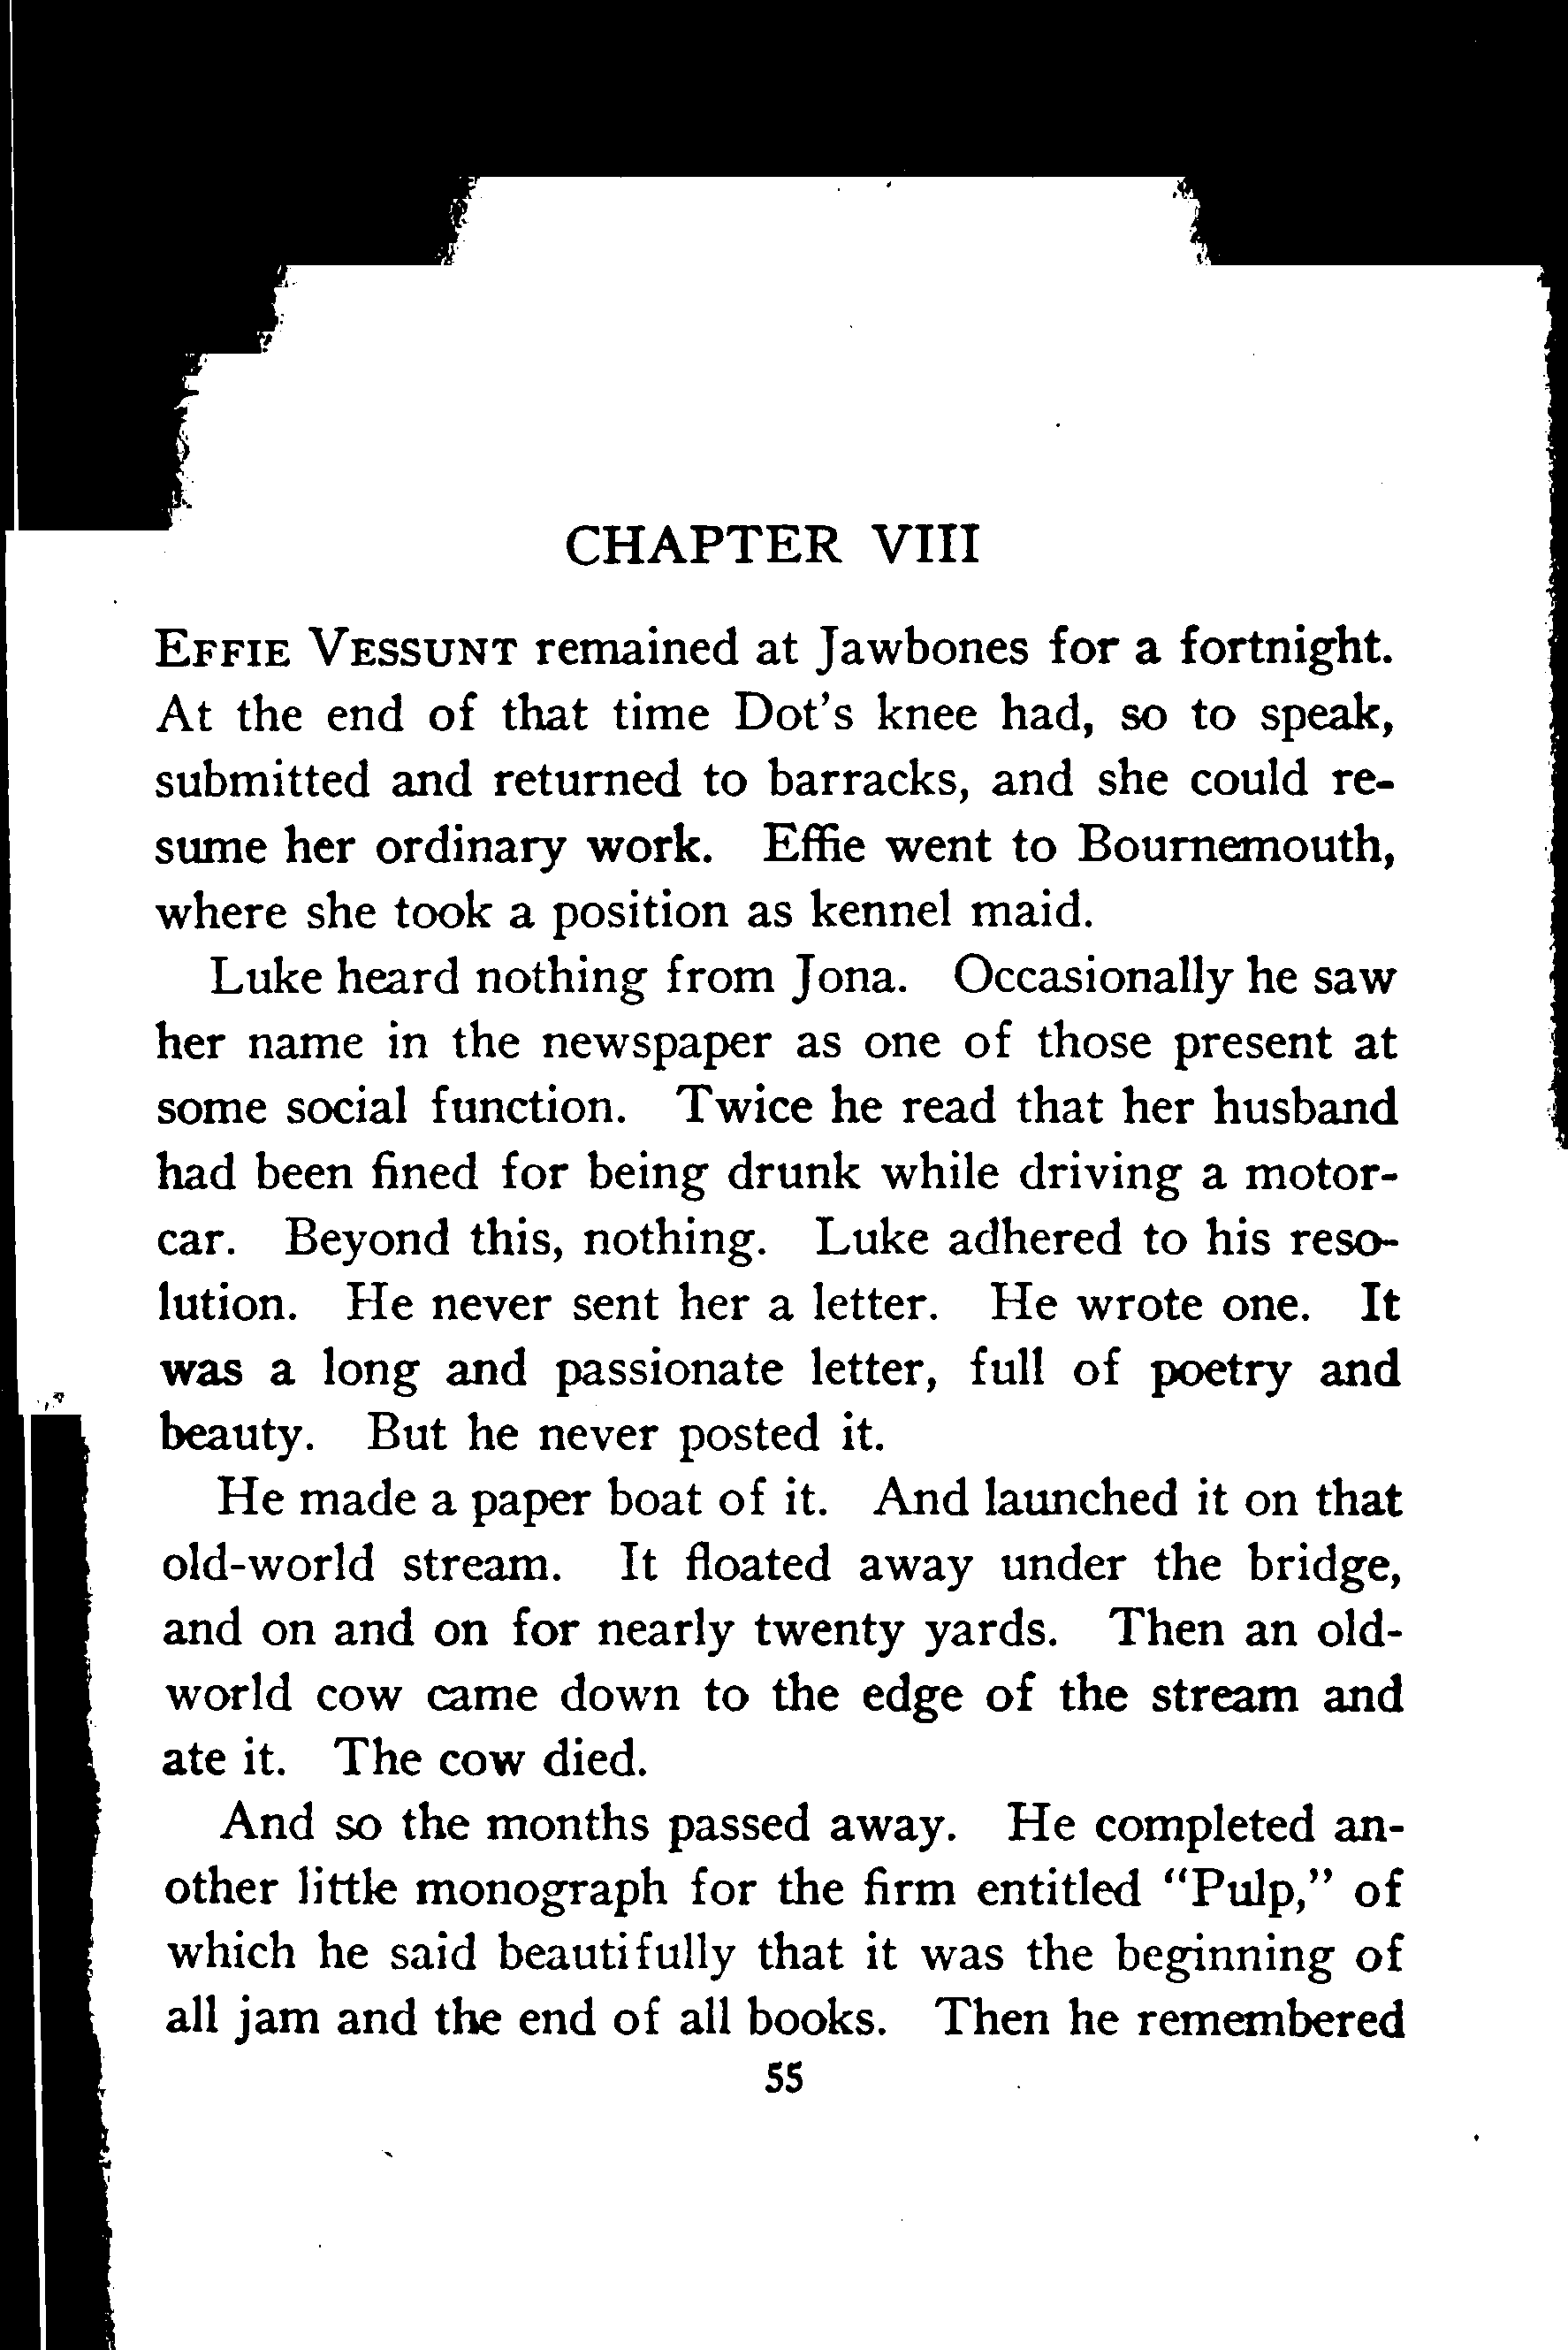 CHAPTER VIII
EFFIE VESSUNT remained at Jawbones for a fortnight.
At the end of that time Dot's knee had, so to speak,
submitted and returned to barracks, and she could re-
sume her ordinary work. Effie went to Bournemouth,
where she took a position as kennel maid.
Luke heard nothing from Jona. Occasionally he saw
her name in the newspaper as one of those present at
some social function. Twice he read that her husband
had been fined for being drunk while driving a motor-
car. Beyond this, nothing. Luke adhered to his reso-
lution. He never sent her a letter. He wrote one. It
was a long and passionate letter, full of poetry and
beauty. But he never posted it.
He made a paper boat of it. And launched it on that
old-world stream. It floated away under the bridge,
and on and on for nearly twenty yards. Then an old-
world cow came down to the edge of the stream and
ate it. The cow died.
And so the months passed away. He completed an-
other little monograph for the firm entitled "Pulp," of
which he said beautifully that it was the beginning of
all jam and the end of all books. Then he remembered
55